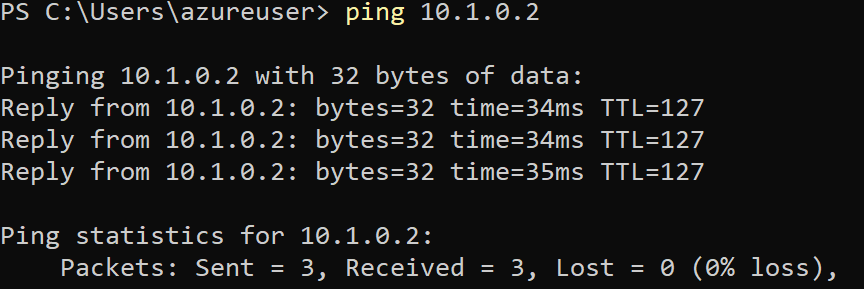 PS C:\Users\azureuser> ping 10.1.0.2
Pinging 10.1.0.2 with 32 bytes of data:
Reply from 10.1.0.2: bytes=32 time=34ms TTL=127
Reply from 10.1.0.2: bytes=32 time=34ms TTL=127
Reply from 10.1.0.2: bytes=32 time=35ms TTL=127
Ping statistics for 10.1.0.2:
    Packets: Sent = 3, Received = 3, Lost = 0 (0% loss),